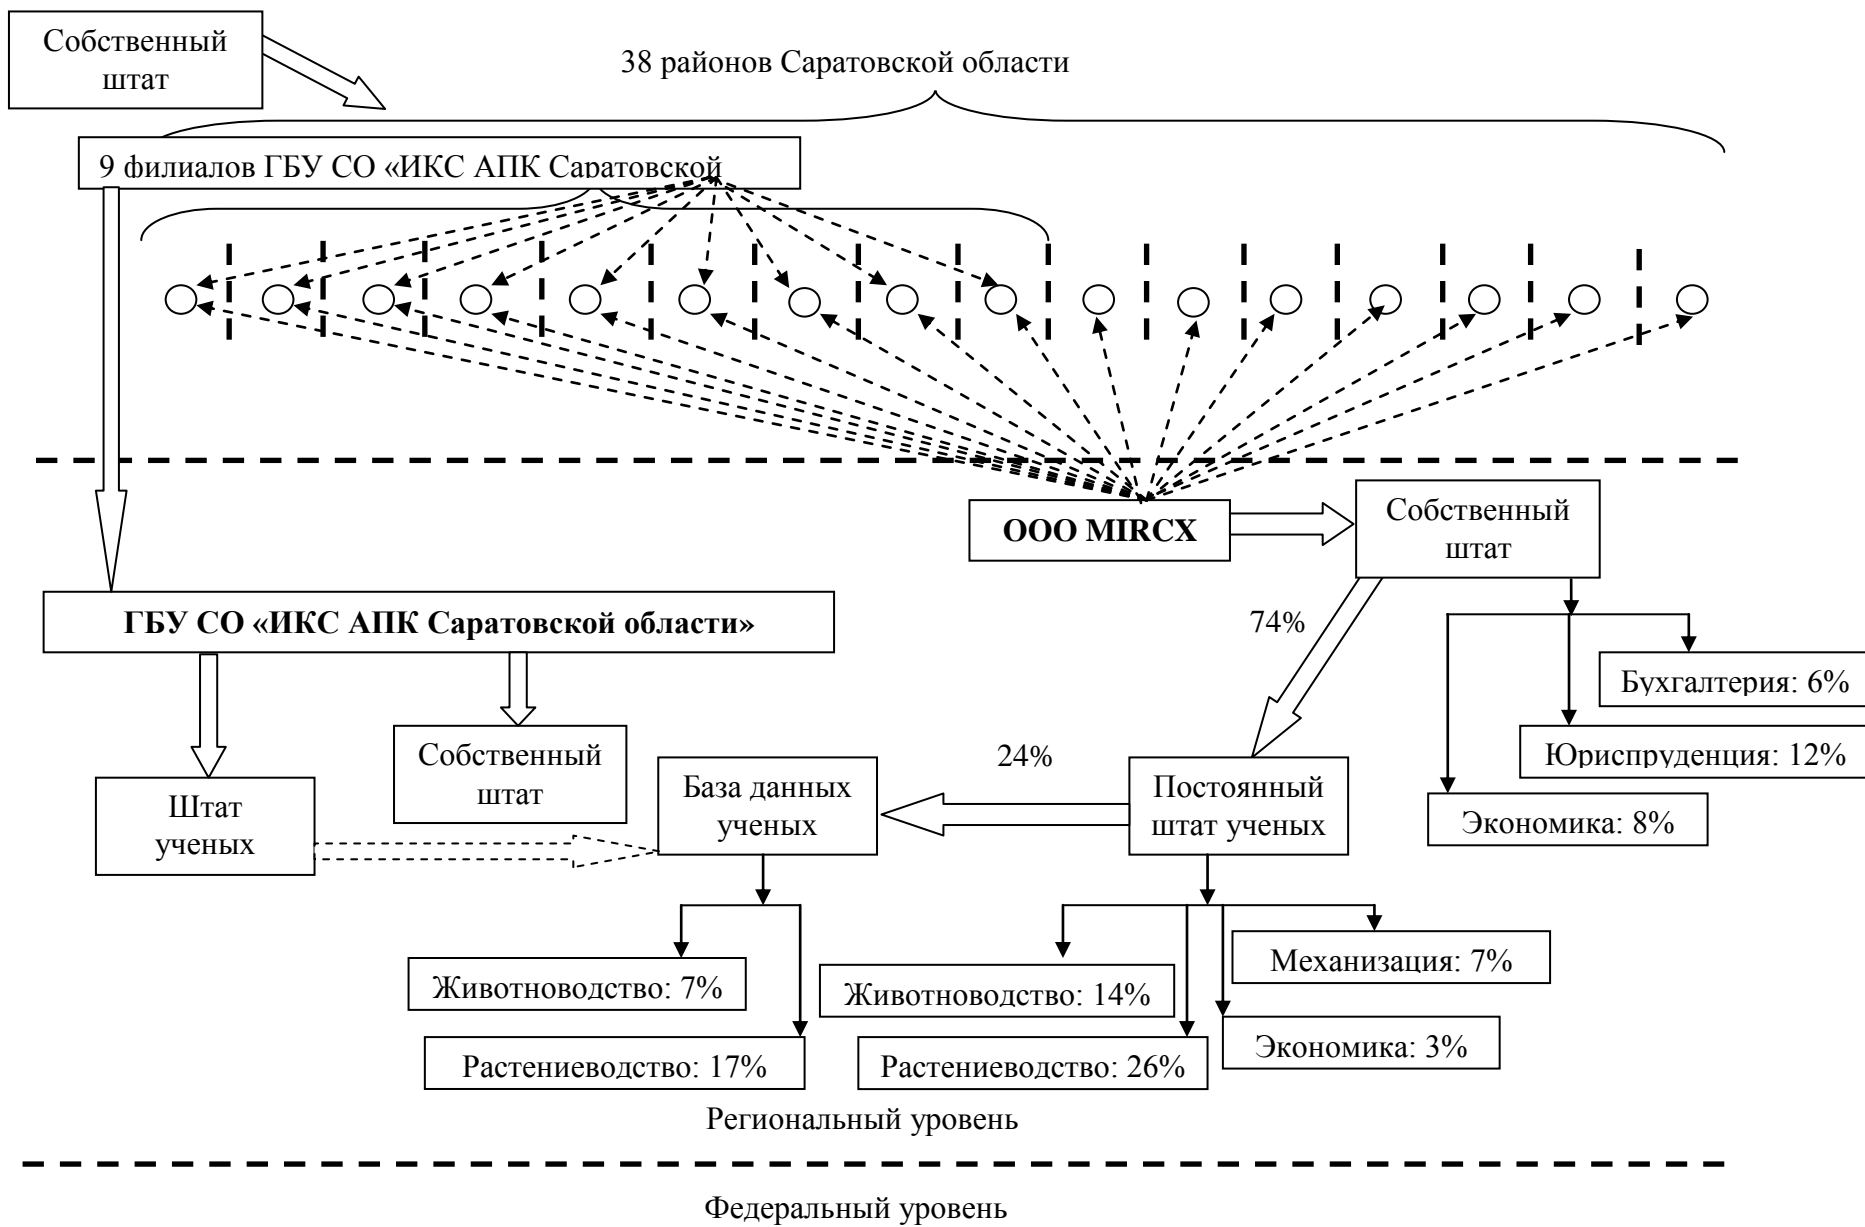 Собственный
штат
38 районов Саратовской области
9 филиалов ГБУ СО «ИКС АПК Саратовской
ООО MIRCX
Собственный
штат
ГБУ СО «ИКС АПК Саратовской области»
74%
Бухгалтерия: 6%
Юриспруденция: 12%
Экономика: 8%
Собственный
штат
24%
База данных
ученых
Постоянный
штат ученых
Штат
ученых
Механизация: 7%
Животноводство: 7%
Животноводство: 14%
Экономика: 3%
Растениеводство: 17%
Растениеводство: 26%
Региональный уровень
Федеральный уровень